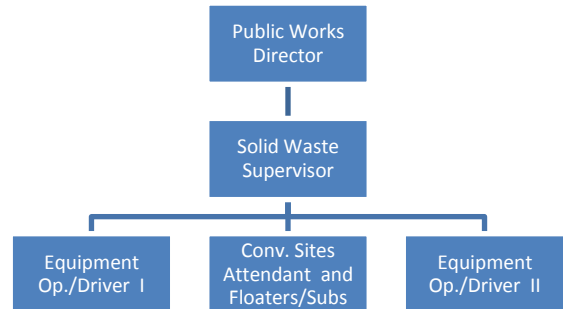 Public Works
Director
Solid Waste
Supervisor
Equipment
Op./Driver I
Conv. Sites
Attendant and
Floaters/Subs
Equipment
Op./Driver II